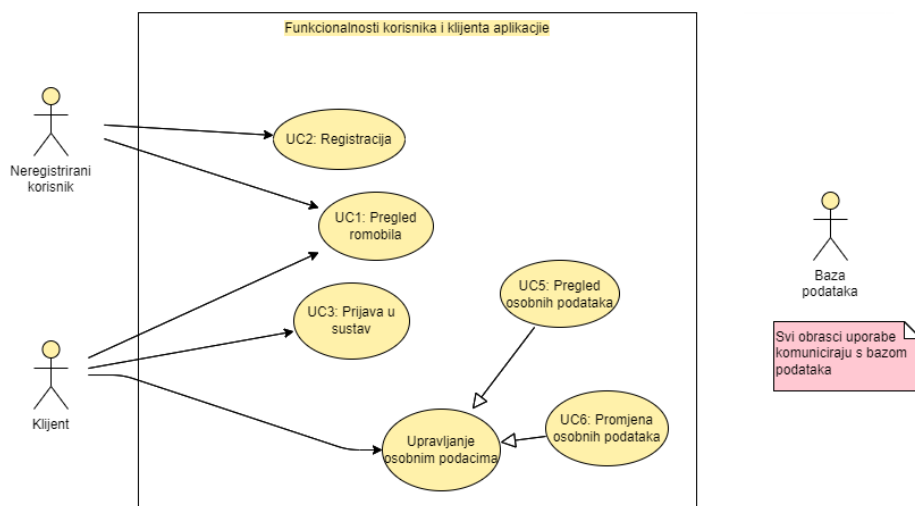 Funkcionalnosti korisnika i klijenta aplikacjie
UC2: Registracija
Neregistrirani
korisnik
UC1: Pregled
romobila
UC5: Pregled
osobnih podataka
Baza
podataka
UC3: Prijava u
sustav
Svi obrasci uporabe
komuniciraju s bazom
podataka
Klijent
UC6: Promjena
osobnih podataka
Upravljanje
osobnim podacima